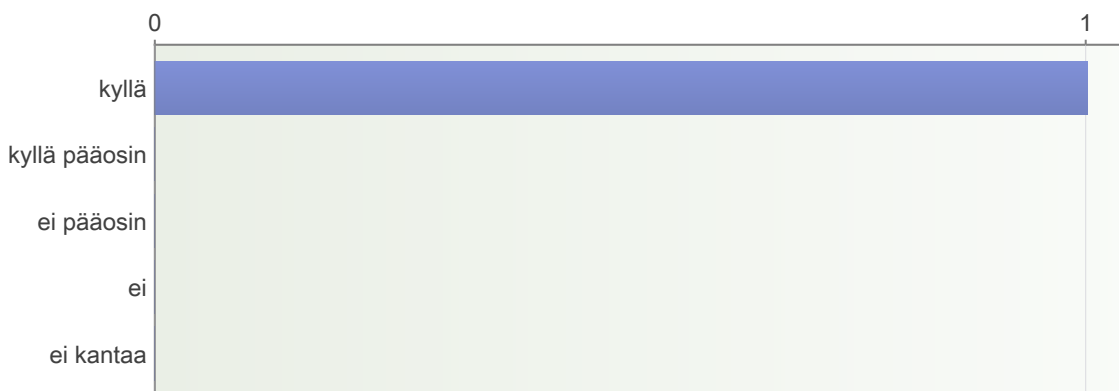 0 1
kyllä
kyllä pääosin
ei pääosin
ei
ei kantaa